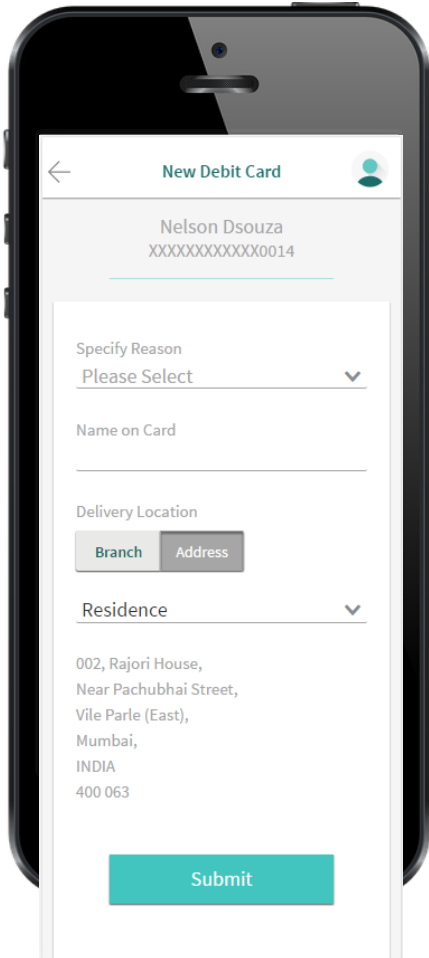 New Debit Card
Nelson Dsouza
XXXXXXXXXXXX0014
Specify Reason
Please Select
Name on Card
Delivery Location
Branch Address
Residence
002, Rajori House,
Near Pachubhai Street,
Vile Parle (East),
Mumbai,
INDIA
400 063
Submit